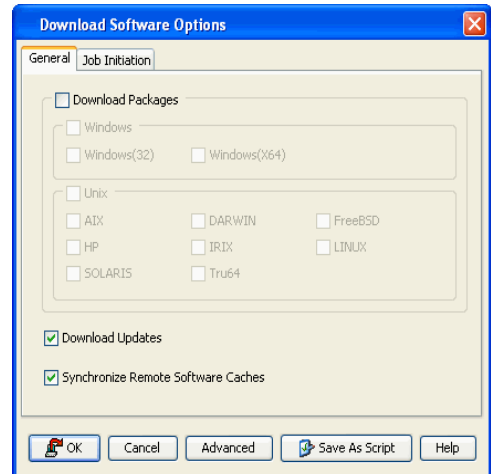 Download Software Options
General Job Initiation
Download Packages
Windows
Windows(32) Windows(X64)
Unix
AIX DARWIN FreeBSD
HP IRIX LINUX
SOLARIS Tru64
Download Updates
Synchronize Remote Software Caches
OK Cancel Advanced Save As Script Help